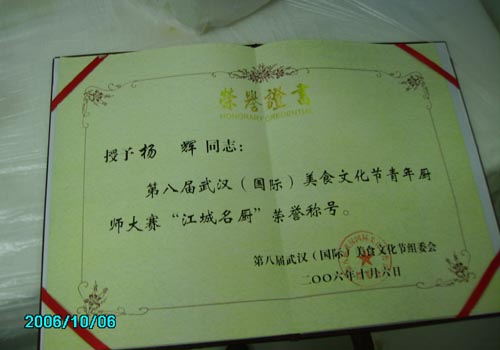 荣誉證書
HONORARY CREDENTIAL
授予杨 辉同志：
第八届武汉（国际）美食文化节青年厨
师大赛“江城名厨”荣誉称号。
第八届武汉（国际）美食文化节组委会
二〇〇六年十月六日
2006/10/06